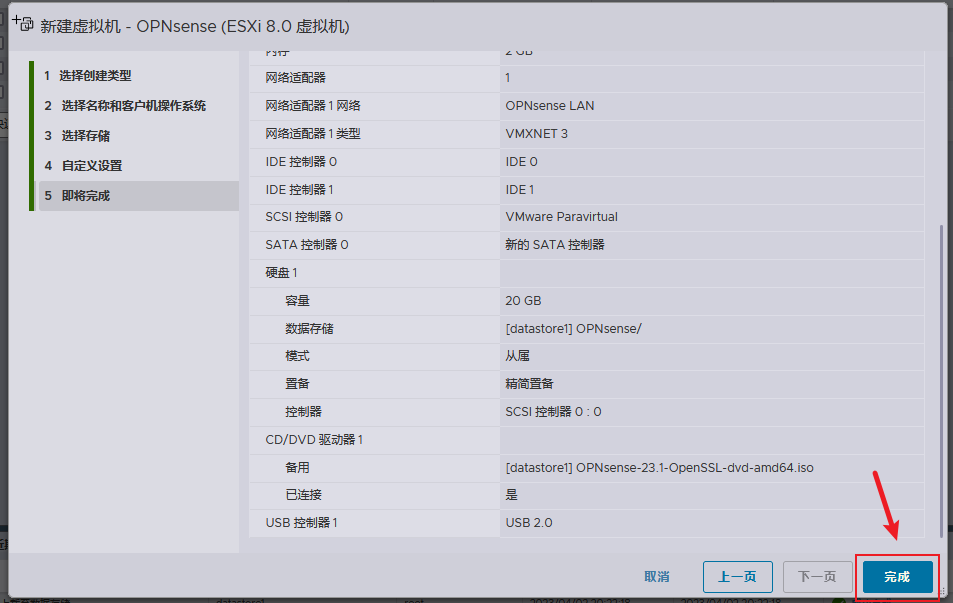 新建虚拟机 - OPNsense (ESXi 8.0 虚拟机)
1 选择创建类型
2 选择名称和客户机操作系统
3 选择存储
4 自定义设置
5 即将完成
内存 2 GB
网络适配器 1
网络适配器 1 网络 OPNsense LAN
网络适配器 1 类型 VMXNET 3
IDE 控制器 0 IDE 0
IDE 控制器 1 IDE 1
SCSI 控制器 0 VMware Paravirtual
SATA 控制器 0 新的 SATA 控制器
硬盘 1
容量 20 GB
数据存储 [datastore1] OPNsense/
模式 从属
置备 精简置备
控制器 SCSI 控制器 0 : 0
CD/DVD 驱动器 1
备用 [datastore1] OPNsense-23.1-OpenSSL-dvd-amd64.iso
已连接 是
USB 控制器 1 USB 2.0
取消 上一页 下一页 完成